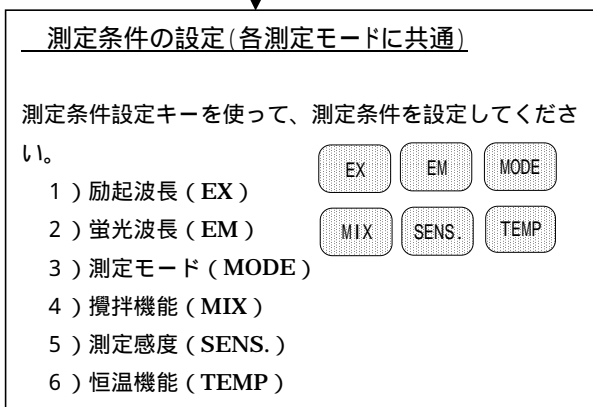 測定条件の設定(各測定モードに共通)
測定条件設定キーを使って、測定条件を設定してくださ
い。
EX EM MODE
1）励起波長（EX）
2）蛍光波長（EM）
MIX SENS. TEMP
3）測定モード（MODE）
4）攪拌機能（MIX）
5）測定感度（SENS.）
6）恒温機能（TEMP）